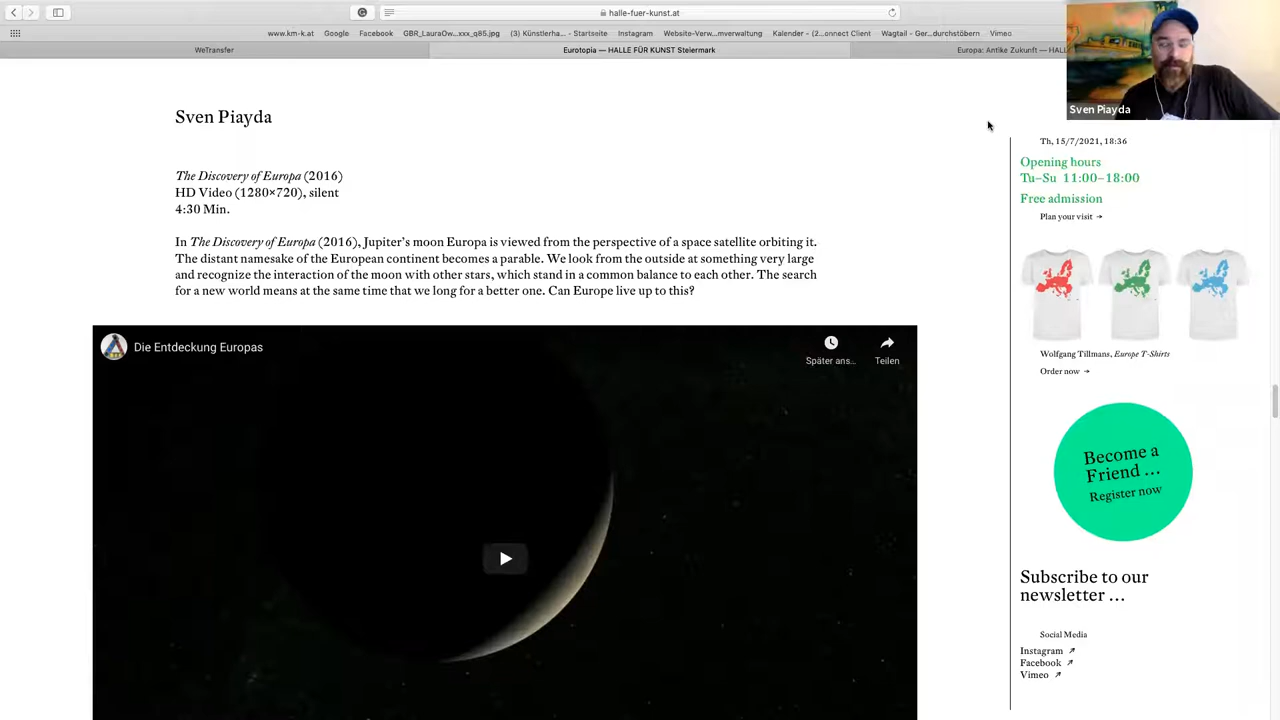 halle-fuer-kunst.at
www.km-k.at Google Facebook GBR_LauraOw...xxx_q85.jpg (3) Künstlerha... - Startseite Instagram Website-Verw...mverwaltung Kalender - (2...onnect Client Wagtail - Ger...durchstöbern Vimeo
WeTransfer
Eurotopia — HALLE FÜR KUNST Steiermark
Europa: Antike Zukunft — HALL
Sven Piayda
Sven Piayda
The Discovery of Europa (2016)
HD Video (1280×720), silent
4:30 Min.
In The Discovery of Europa (2016), Jupiter's moon Europa is viewed from the perspective of a space satellite orbiting it.
The distant namesake of the European continent becomes a parable. We look from the outside at something very large
and recognize the interaction of the moon with other stars, which stand in a common balance to each other. The search
for a new world means at the same time that we long for a better one. Can Europe live up to this?
Die Entdeckung Europas
Später ans...
Teilen
Th, 15/7/2021, 18:36
Opening hours
Tu–Su 11:00–18:00
Free admission
Plan your visit →
Wolfgang Tillmans, Europe T-Shirts
Order now →
Become a
Friend ...
Register now
Subscribe to our
newsletter ...
Social Media
Instagram ↗
Facebook ↗
Vimeo ↗